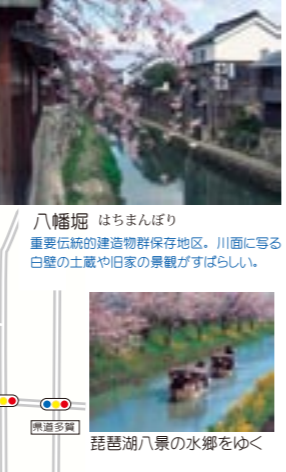 八幡堀 はちまんぼり
重要伝統的建造物群保存地区。川面に写る
白壁の土蔵や旧家の景観がすばらしい。
県道多賀
琵琶湖八景の水郷をゆく